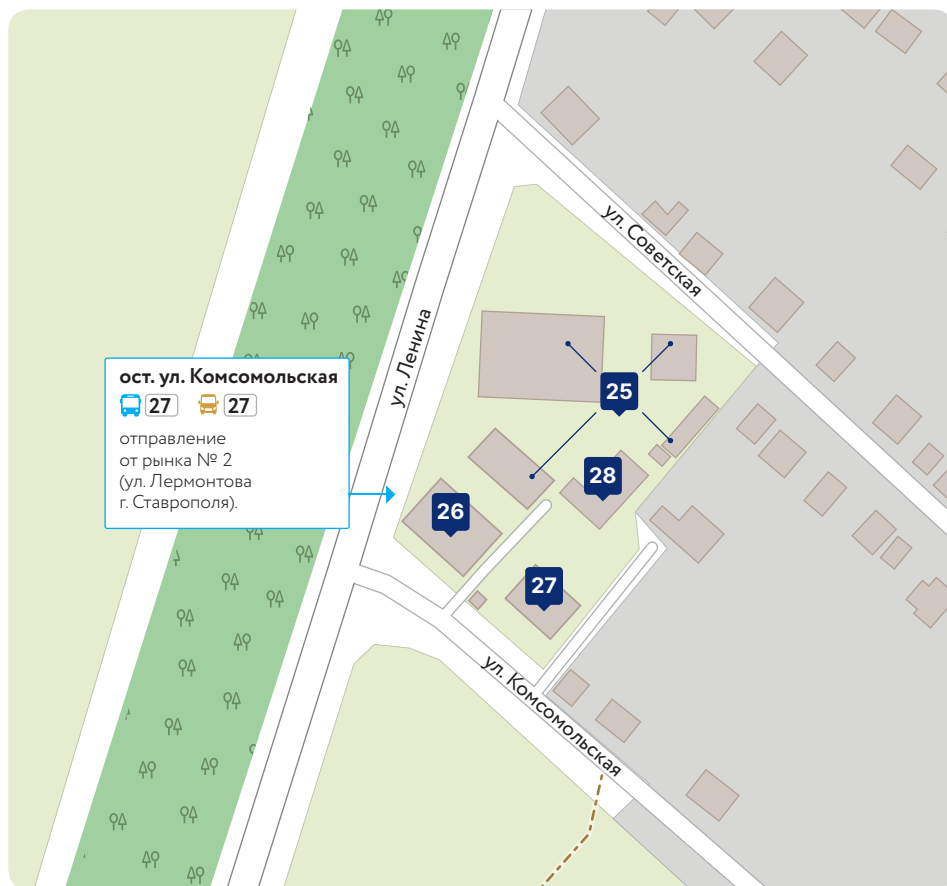 ул. Советская
ул. Ленина
ост. ул. Комсомольская
27 27
отправление
от рынка № 2
(ул. Лермонтова
г. Ставрополя).
25
28
26
27
ул. Комсомольская